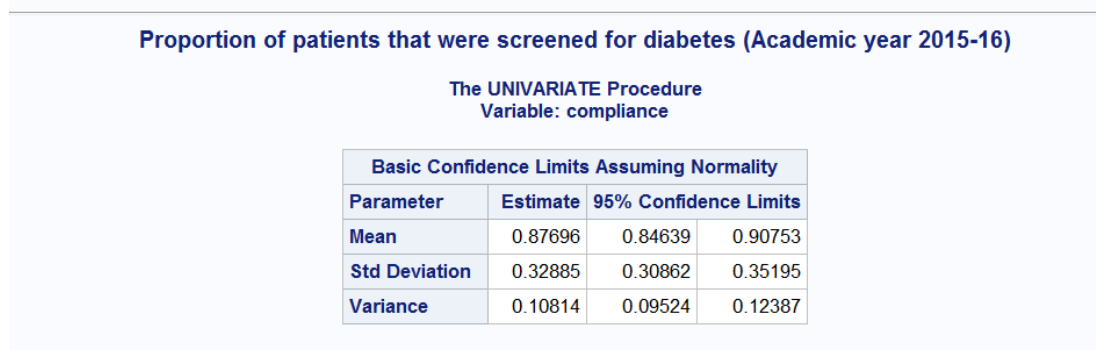 Proportion of patients that were screened for diabetes (Academic year 2015-16)
The UNIVARIATE Procedure
Variable: compliance
Basic Confidence Limits Assuming Normality
Parameter Estimate 95% Confidence Limits
Mean 0.87696 0.84639 0.90753
Std Deviation 0.32885 0.30862 0.35195
Variance 0.10814 0.09524 0.12387